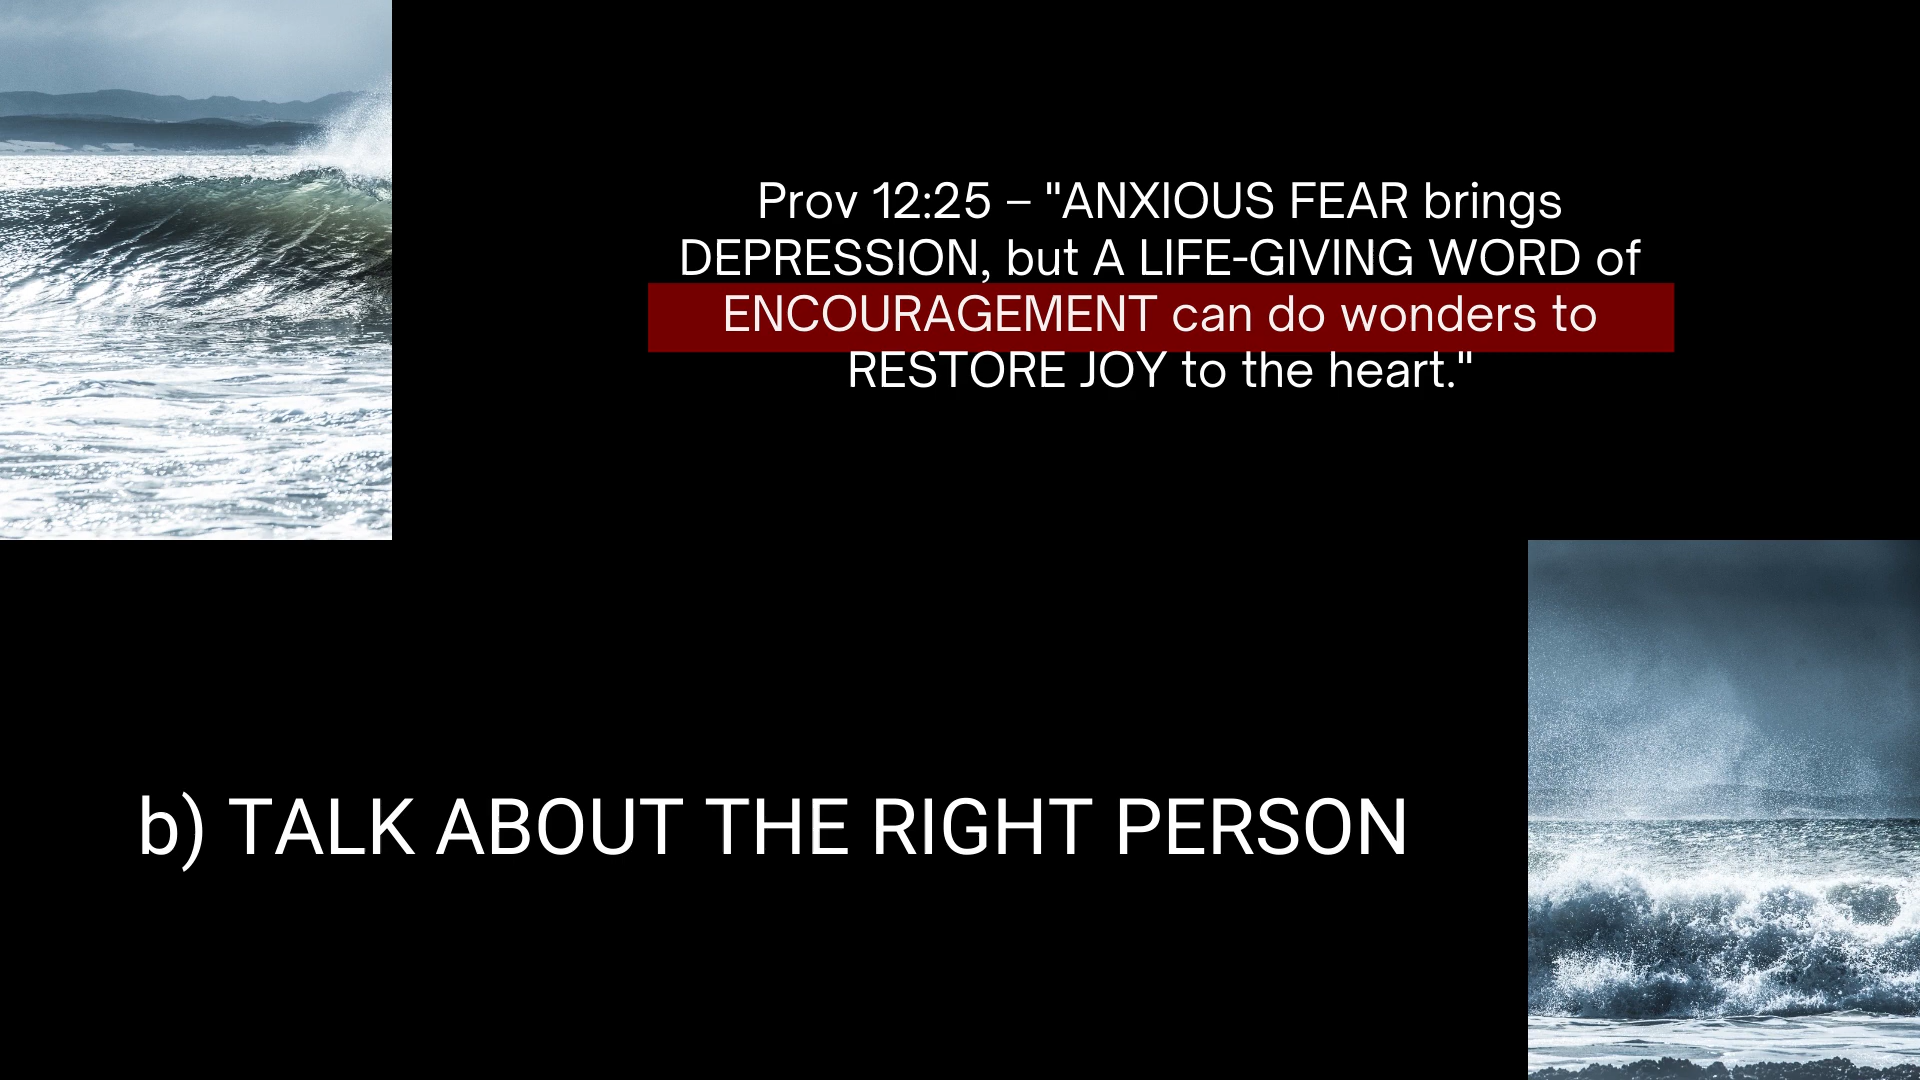 Prov 12:25 – "ANXIOUS FEAR brings
DEPRESSION, but A LIFE-GIVING WORD of
ENCOURAGEMENT can do wonders to
RESTORE JOY to the heart."
b) TALK ABOUT THE RIGHT PERSON